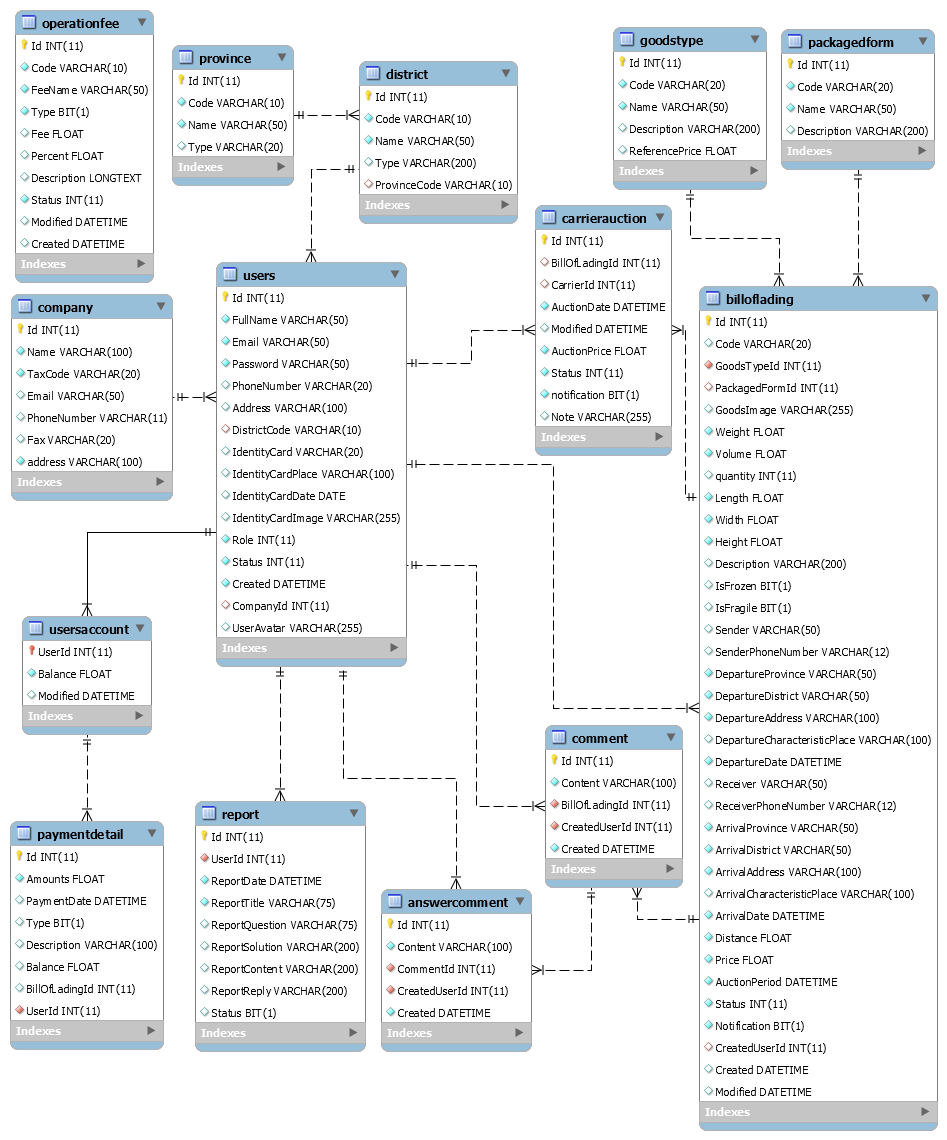 operationfee
Id INT(11)
Code VARCHAR(10)
FeeName VARCHAR(50)
Type BIT(1)
Fee FLOAT
Percent FLOAT
Description LONGTEXT
Status INT(11)
Modified DATETIME
Created DATETIME
Indexes
province
Id INT(11)
Code VARCHAR(10)
Name VARCHAR(50)
Type VARCHAR(20)
Indexes
district
Id INT(11)
Code VARCHAR(10)
Name VARCHAR(50)
Type VARCHAR(200)
ProvinceCode VARCHAR(10)
Indexes
goodstype
Id INT(11)
Code VARCHAR(20)
Name VARCHAR(50)
Description VARCHAR(200)
ReferencePrice FLOAT
Indexes
packagedform
Id INT(11)
Code VARCHAR(20)
Name VARCHAR(50)
Description VARCHAR(200)
Indexes
carrierauction
Id INT(11)
BillOfLadingId INT(11)
CarrierId INT(11)
AuctionDate DATETIME
Modified DATETIME
AuctionPrice FLOAT
Status INT(11)
notification BIT(1)
Note VARCHAR(255)
Indexes
company
Id INT(11)
Name VARCHAR(100)
TaxCode VARCHAR(20)
Email VARCHAR(50)
PhoneNumber VARCHAR(11)
Fax VARCHAR(20)
address VARCHAR(100)
Indexes
users
Id INT(11)
FullName VARCHAR(50)
Email VARCHAR(50)
Password VARCHAR(50)
PhoneNumber VARCHAR(20)
Address VARCHAR(100)
DistrictCode VARCHAR(10)
IdentityCard VARCHAR(20)
IdentityCardPlace VARCHAR(100)
IdentityCardDate DATE
IdentityCardImage VARCHAR(255)
Role INT(11)
Status INT(11)
Created DATETIME
CompanyId INT(11)
UserAvatar VARCHAR(255)
Indexes
billoflading
Id INT(11)
Code VARCHAR(20)
GoodsTypeId INT(11)
PackagedFormId INT(11)
GoodsImage VARCHAR(255)
Weight FLOAT
Volume FLOAT
quantity INT(11)
Length FLOAT
Width FLOAT
Height FLOAT
Description VARCHAR(200)
IsFrozen BIT(1)
IsFragile BIT(1)
Sender VARCHAR(50)
SenderPhoneNumber VARCHAR(12)
DepartureProvince VARCHAR(50)
DepartureDistrict VARCHAR(50)
DepartureAddress VARCHAR(100)
DepartureCharacteristicPlace VARCHAR(100)
DepartureDate DATETIME
Receiver VARCHAR(50)
ReceiverPhoneNumber VARCHAR(12)
ArrivalProvince VARCHAR(50)
ArrivalDistrict VARCHAR(50)
ArrivalAddress VARCHAR(100)
ArrivalCharacteristicPlace VARCHAR(100)
ArrivalDate DATETIME
Distance FLOAT
Price FLOAT
AuctionPeriod DATETIME
Status INT(11)
Notification BIT(1)
CreatedUserId INT(11)
Created DATETIME
Modified DATETIME
Indexes
usersaccount
UserId INT(11)
Balance FLOAT
Modified DATETIME
Indexes
comment
Id INT(11)
Content VARCHAR(100)
BillOfLadingId INT(11)
CreatedUserId INT(11)
Created DATETIME
Indexes
paymentdetail
Id INT(11)
Amounts FLOAT
PaymentDate DATETIME
Type BIT(1)
Description VARCHAR(100)
Balance FLOAT
BillOfLadingId INT(11)
UserId INT(11)
Indexes
report
Id INT(11)
UserId INT(11)
ReportDate DATETIME
ReportTitle VARCHAR(75)
ReportQuestion VARCHAR(75)
ReportSolution VARCHAR(200)
ReportContent VARCHAR(200)
ReportReply VARCHAR(200)
Status BIT(1)
Indexes
answercomment
Id INT(11)
Content VARCHAR(100)
CommentId INT(11)
CreatedUserId INT(11)
Created DATETIME
Indexes